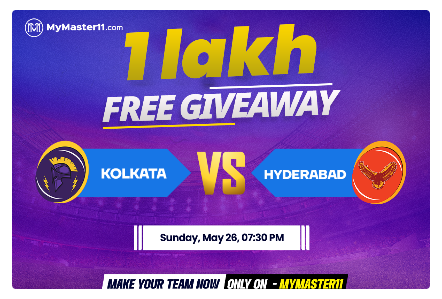 MyMaster11.com
1 lakh
FREE GIVEAWAY
KOLKATA VS HYDERABAD
Sunday, May 26, 07:30 PM
MAKE YOUR TEAM NOW ONLY ON - MYMASTER11